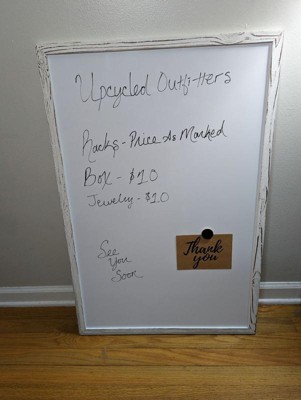 Upcycled Outfitters
Racks - Price As Marked
Box - $10
Jewelry - $10
See
You
Soon
Thank
you